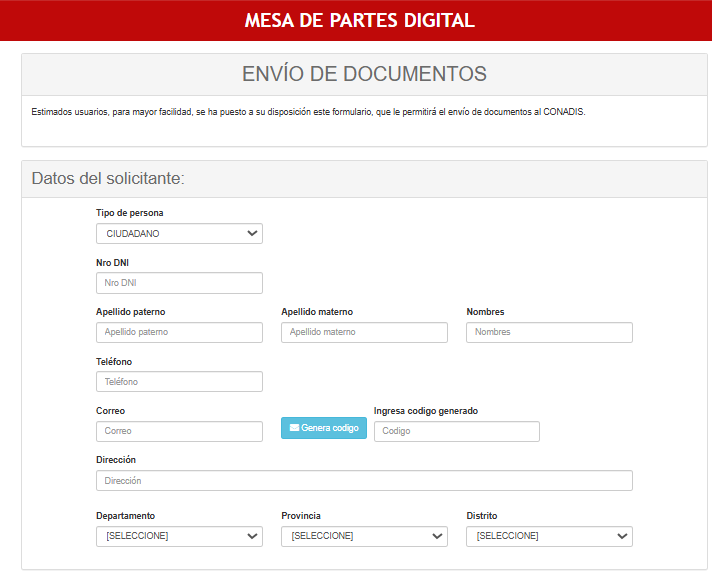 MESA DE PARTES DIGITAL
ENVÍO DE DOCUMENTOS
Estimados usuarios, para mayor facilidad, se ha puesto a su disposición este formulario, que le permitirá el envío de documentos al CONADIS.
Datos del solicitante:
Tipo de persona
CIUDADANO
Nro DNI
Nro DNI
Apellido paterno Apellido materno Nombres
Apellido paterno Apellido materno Nombres
Teléfono
Teléfono
Correo Ingresa codigo generado
Correo Genera codigo Codigo
Dirección
Dirección
Departamento Provincia Distrito
[SELECCIONE] [SELECCIONE] [SELECCIONE]